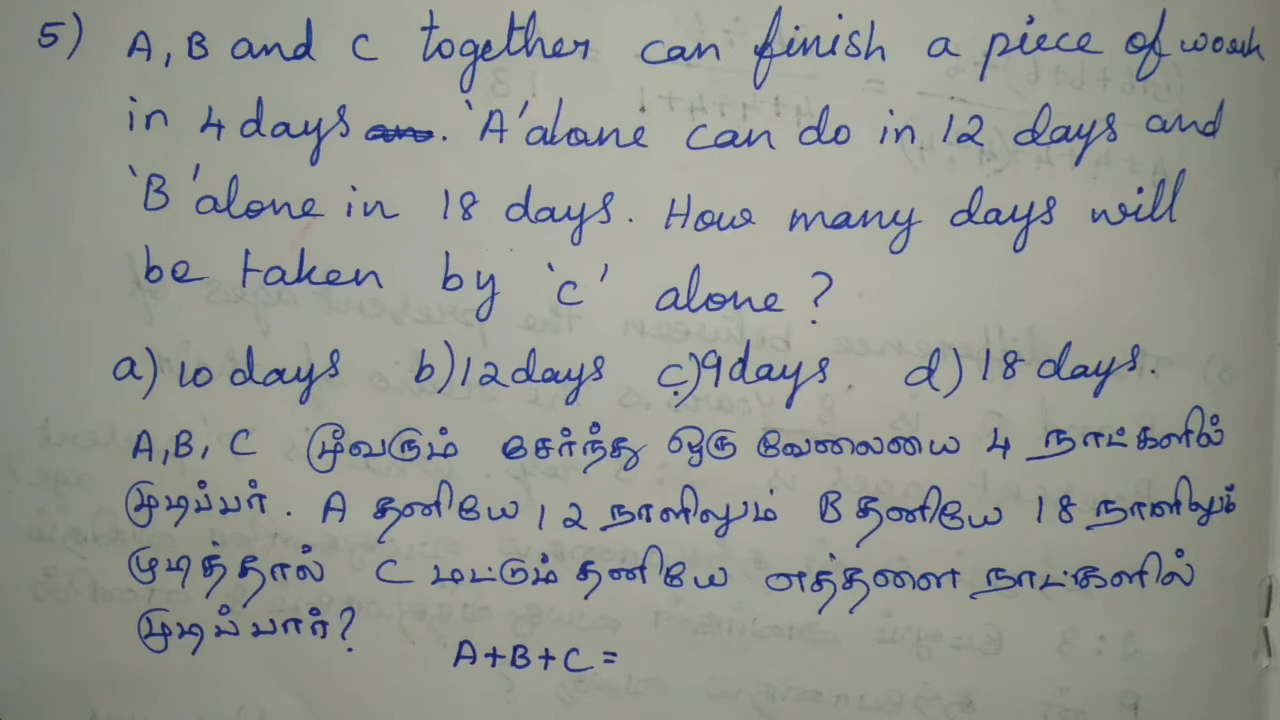 5) A, B and C together can finish a piece of work
in 4 days. 'A' alone can do in 12 days and
'B' alone in 18 days. How many days will
be taken by 'c' alone?
a) 10 days b) 12 days c) 9 days. d) 18 days.
A, B, C மூவரும் சேர்ந்து ஒரு வேலையை 4 நாட்களில்
முடிப்பர். A தனியே 12 நாளிலும் B தனியே 18 நாளிலும்
முடித்தால் C மட்டும் தனியே எத்தனை நாட்களில்
முடிப்பார்?
A+B+C=